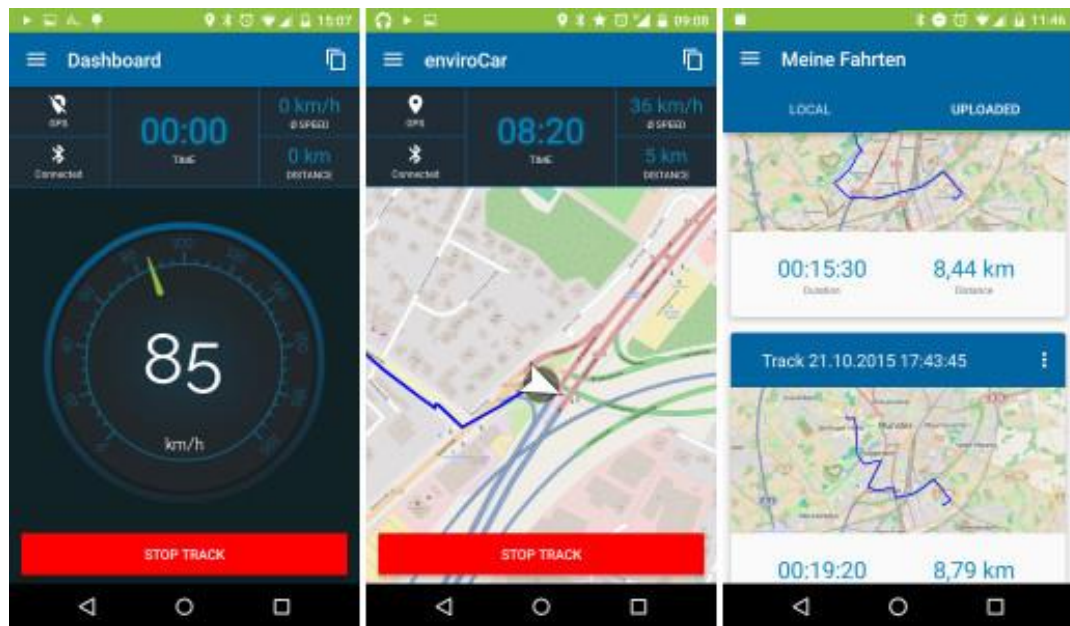 15:07
Dashboard
GPS
Connected
00:00
TIME
0 km/h
Ø SPEED
0 km
DISTANCE
100
85
km/h
STOP TRACK
09:08
enviroCar
GPS
Connected
08:20
TIME
36 km/h
Ø SPEED
5 km
DISTANCE
STOP TRACK
11:46
Meine Fahrten
LOCAL
UPLOADED
00:15:30
Duration
8,44 km
Distance
Track 21.10.2015 17:43:45
Münster
00:19:20
8,79 km